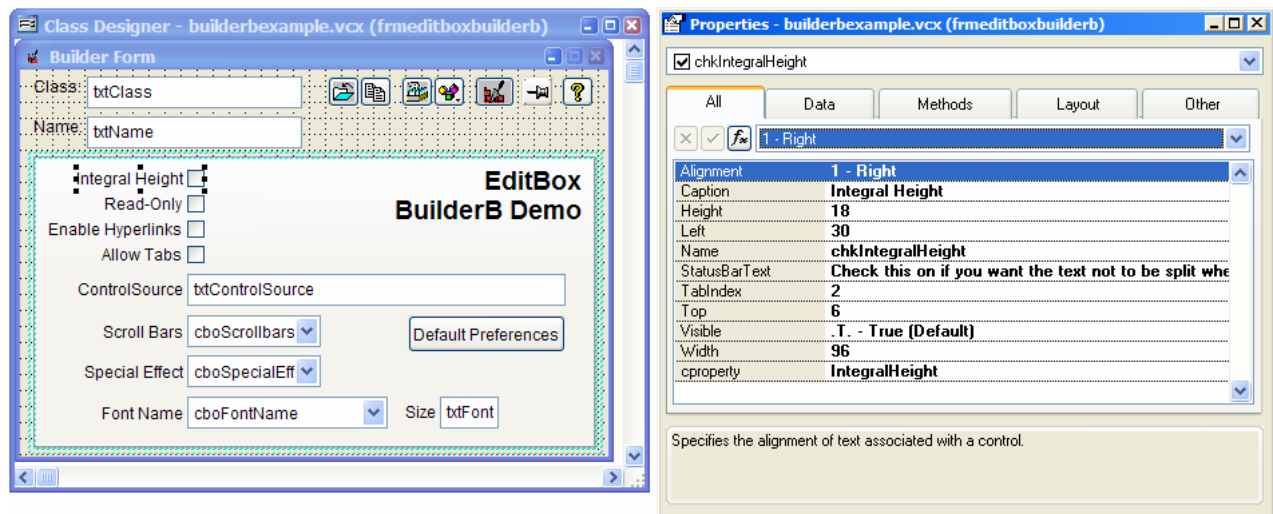 Class Designer - builderbexample.vcx (frmeditboxbuilderb)
Builder Form
Class: txtClass
Name: txtName
Integral Height
Read-Only
Enable Hyperlinks
Allow Tabs
EditBox
BuilderB Demo
ControlSource txtControlSource
Scroll Bars cboScrollbars
Default Preferences
Special Effect cboSpecialEff
Font Name cboFontName Size txtFont
Properties - builderbexample.vcx (frmeditboxbuilderb)
chkIntegralHeight
All Data Methods Layout Other
fx 1 - Right
Alignment 1 - Right
Caption Integral Height
Height 18
Left 30
Name chkIntegralHeight
StatusBarText Check this on if you want the text not to be split whe
TabIndex 2
Top 6
Visible .T. - True (Default)
Width 96
cproperty IntegralHeight
Specifies the alignment of text associated with a control.